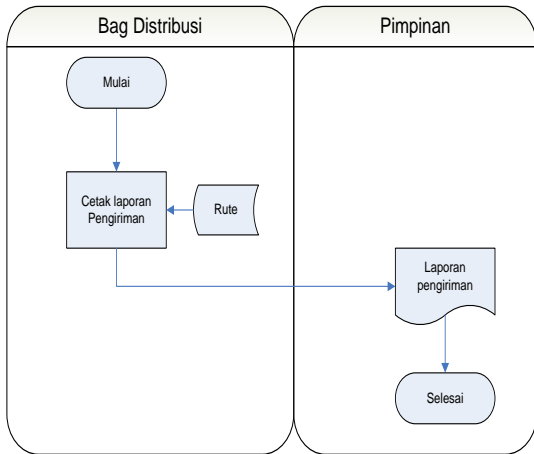 Bag Distribusi
Pimpinan
Mulai
Cetak laporan
Pengiriman
Rute
Laporan
pengiriman
Selesai